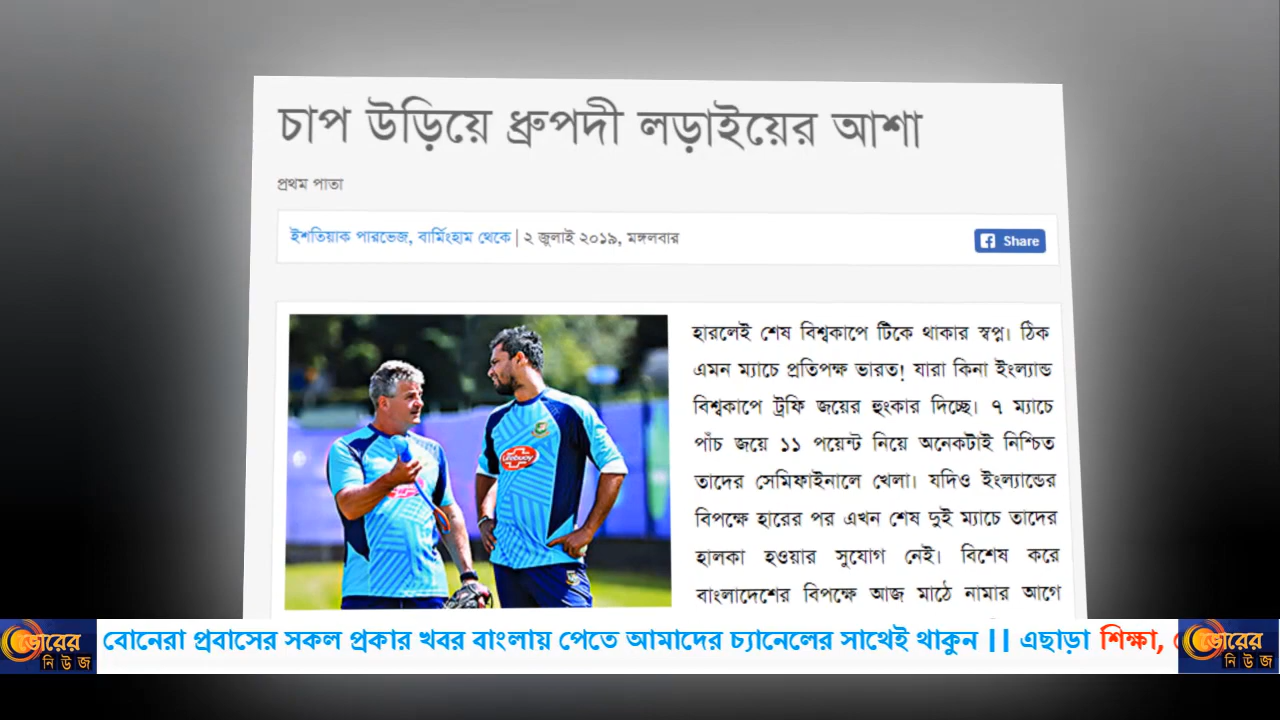 চাপ উড়িয়ে ধ্রুপদী লড়াইয়ের আশা
প্রথম পাতা
ইশতিয়াক পারভেজ, বার্মিংহাম থেকে | ২ জুলাই ২০১৯, মঙ্গলবার
Share
হারলেই শেষ বিশ্বকাপে টিকে থাকার স্বপ্ন। ঠিক
এমন ম্যাচে প্রতিপক্ষ ভারত! যারা কিনা ইংল্যান্ড
বিশ্বকাপে ট্রফি জয়ের হুংকার দিচ্ছে। ৭ ম্যাচে
পাঁচ জয়ে ১১ পয়েন্ট নিয়ে অনেকটাই নিশ্চিত
তাদের সেমিফাইনালে খেলা। যদিও ইংল্যান্ডের
বিপক্ষে হারের পর এখন শেষ দুই ম্যাচে তাদের
হালকা হওয়ার সুযোগ নেই। বিশেষ করে
বাংলাদেশের বিপক্ষে আজ মাঠে নামার আগে
Lifebuoy
ভোরের
নিউজ
বোনেরা প্রবাসের সকল প্রকার খবর বাংলায় পেতে আমাদের চ্যানেলের সাথেই থাকুন || এছাড়া শিক্ষা,
ভোরের
নিউজ